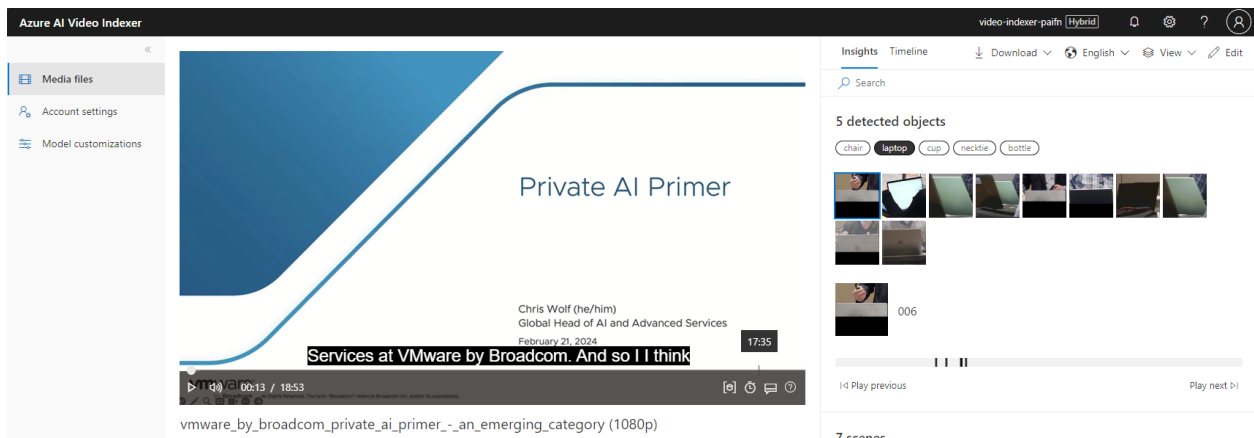 Azure AI Video Indexer
video-indexer-paifn Hybrid
?
«
Media files
Account settings
Model customizations
Private AI Primer
Chris Wolf (he/him)
Global Head of AI and Advanced Services
February 21, 2024
Services at VMware by Broadcom. And so I I think
17:35
vmware
00:13 / 18:53
vmware_by_broadcom_private_ai_primer_-_an_emerging_category (1080p)
Insights Timeline Download English View Edit
Search
5 detected objects
chair laptop cup necktie bottle
006
Play previous Play next
7 scenes